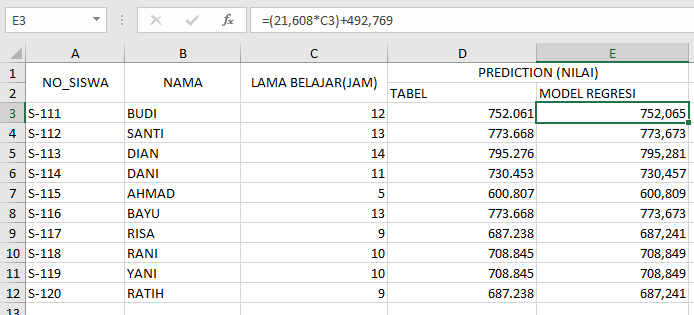 E3 fx =(21,608*C3)+492,769
A B C D E
1 NO_SISWA NAMA LAMA BELAJAR(JAM) PREDICTION (NILAI)
2 TABEL MODEL REGRESI
3 S-111 BUDI 12 752.061 752,065
4 S-112 SANTI 13 773.668 773,673
5 S-113 DIAN 14 795.276 795,281
6 S-114 DANI 11 730.453 730,457
7 S-115 AHMAD 5 600.807 600,809
8 S-116 BAYU 13 773.668 773,673
9 S-117 RISA 9 687.238 687,241
10 S-118 RANI 10 708.845 708,849
11 S-119 YANI 10 708.845 708,849
12 S-120 RATIH 9 687.238 687,241
13